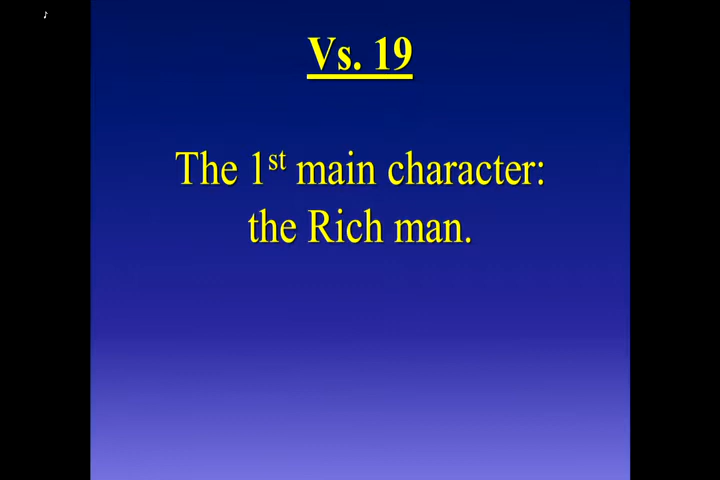 ♪
Vs. 19
The 1st main character:
the Rich man.